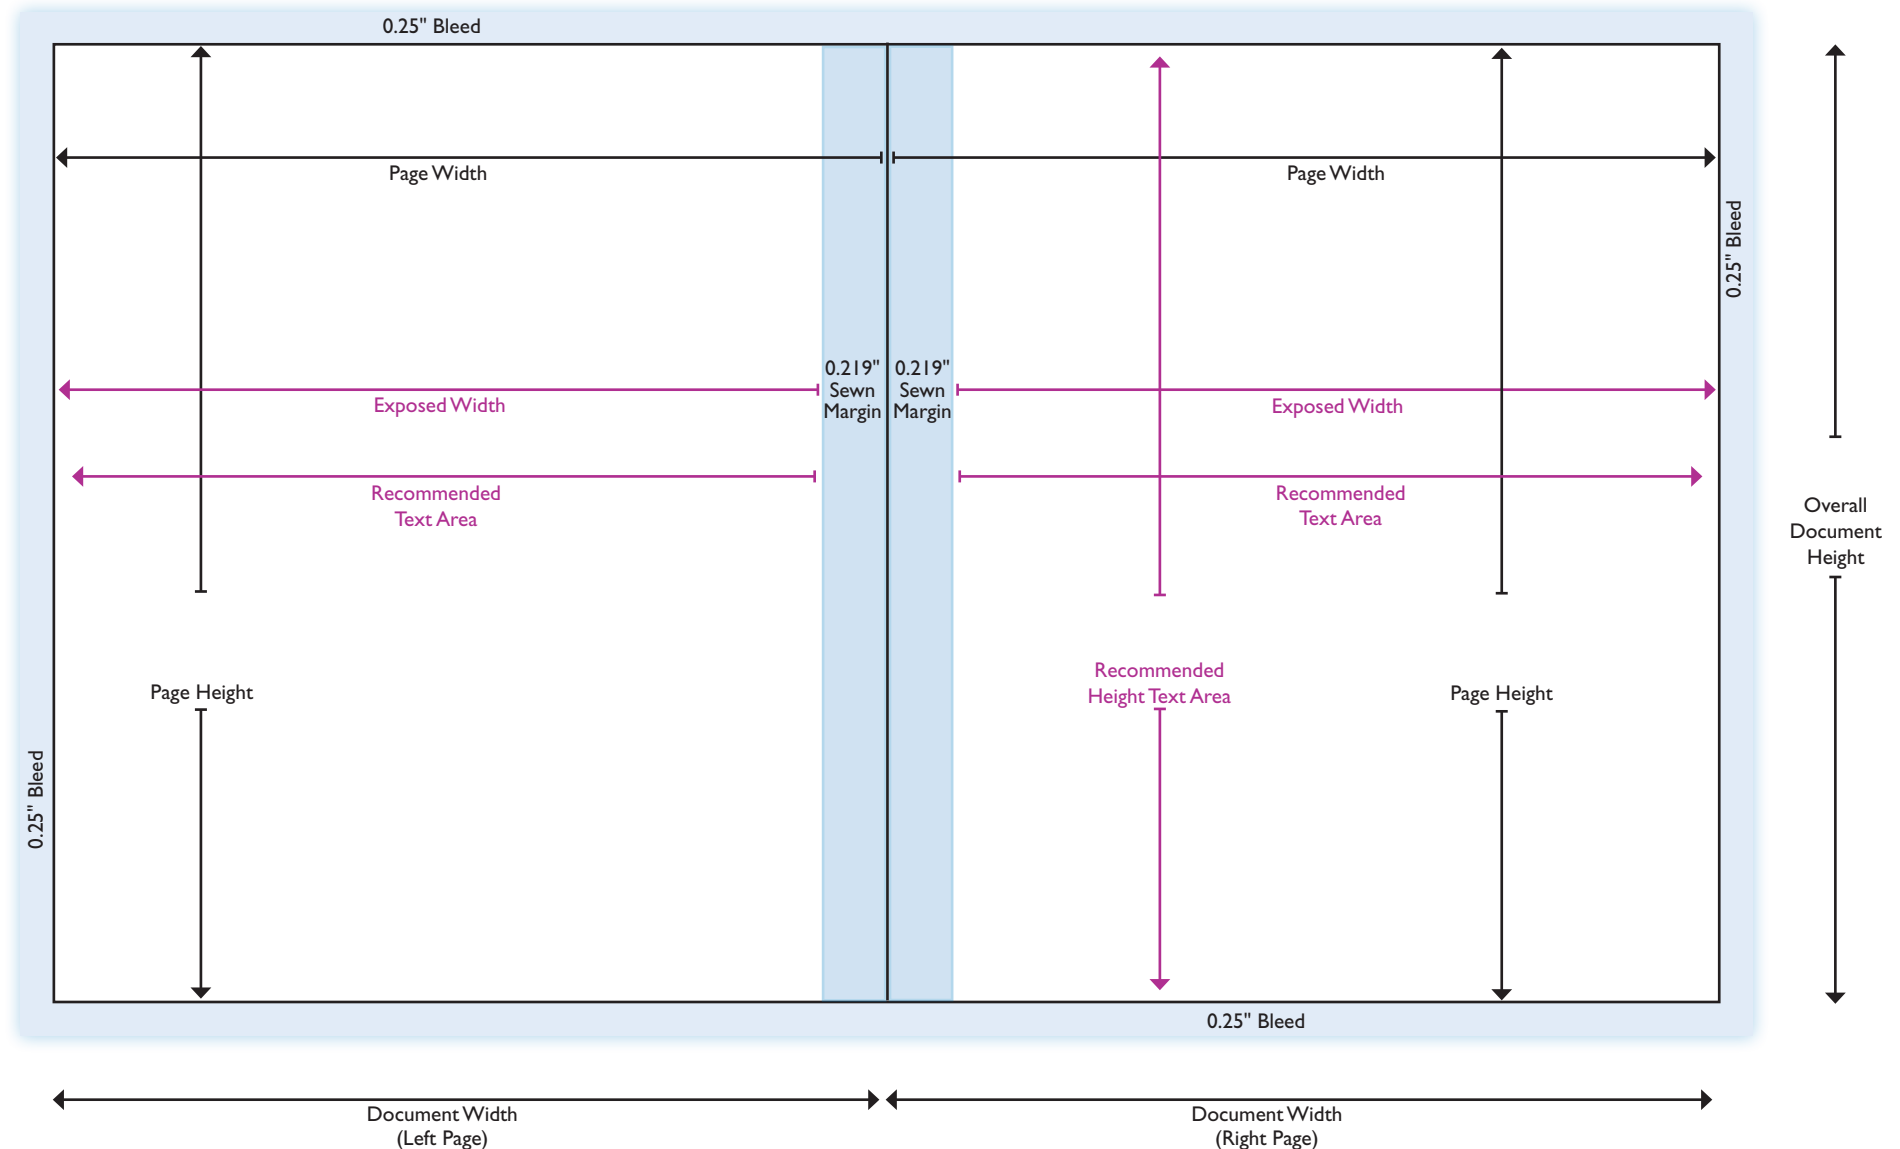 0.25" Bleed
Page Width
Page Width
0.25" Bleed
0.219"
Sewn
Margin
0.219"
Sewn
Margin
Exposed Width
Exposed Width
Recommended
Text Area
Recommended
Text Area
Overall
Document
Height
Page Height
Recommended
Height Text Area
Page Height
0.25" Bleed
0.25" Bleed
Document Width
(Left Page)
Document Width
(Right Page)